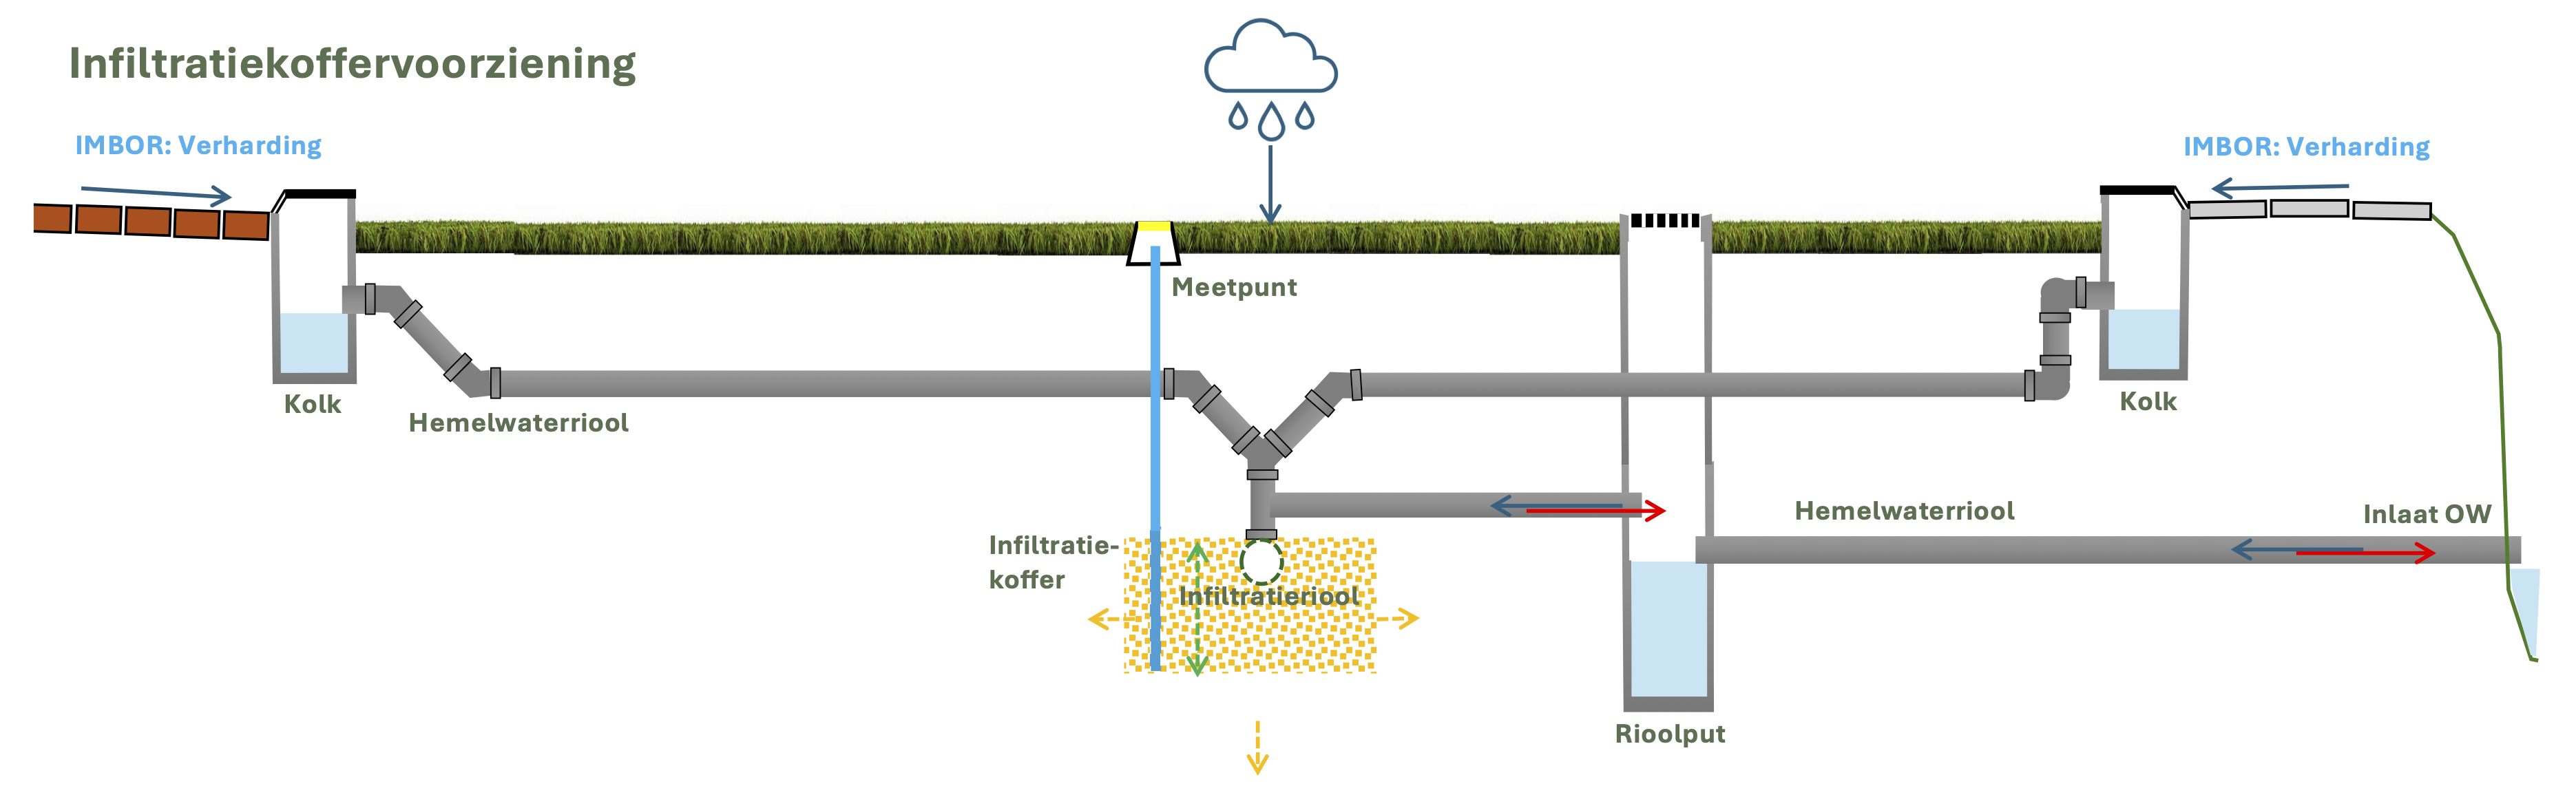 Infiltratiekoffervoorziening
IMBOR: Verharding
IMBOR: Verharding
Meetpunt
Kolk
Hemelwaterriool
Kolk
Hemelwaterriool
Inlaat OW
Infiltratie-
koffer
Infiltratieriool
Rioolput